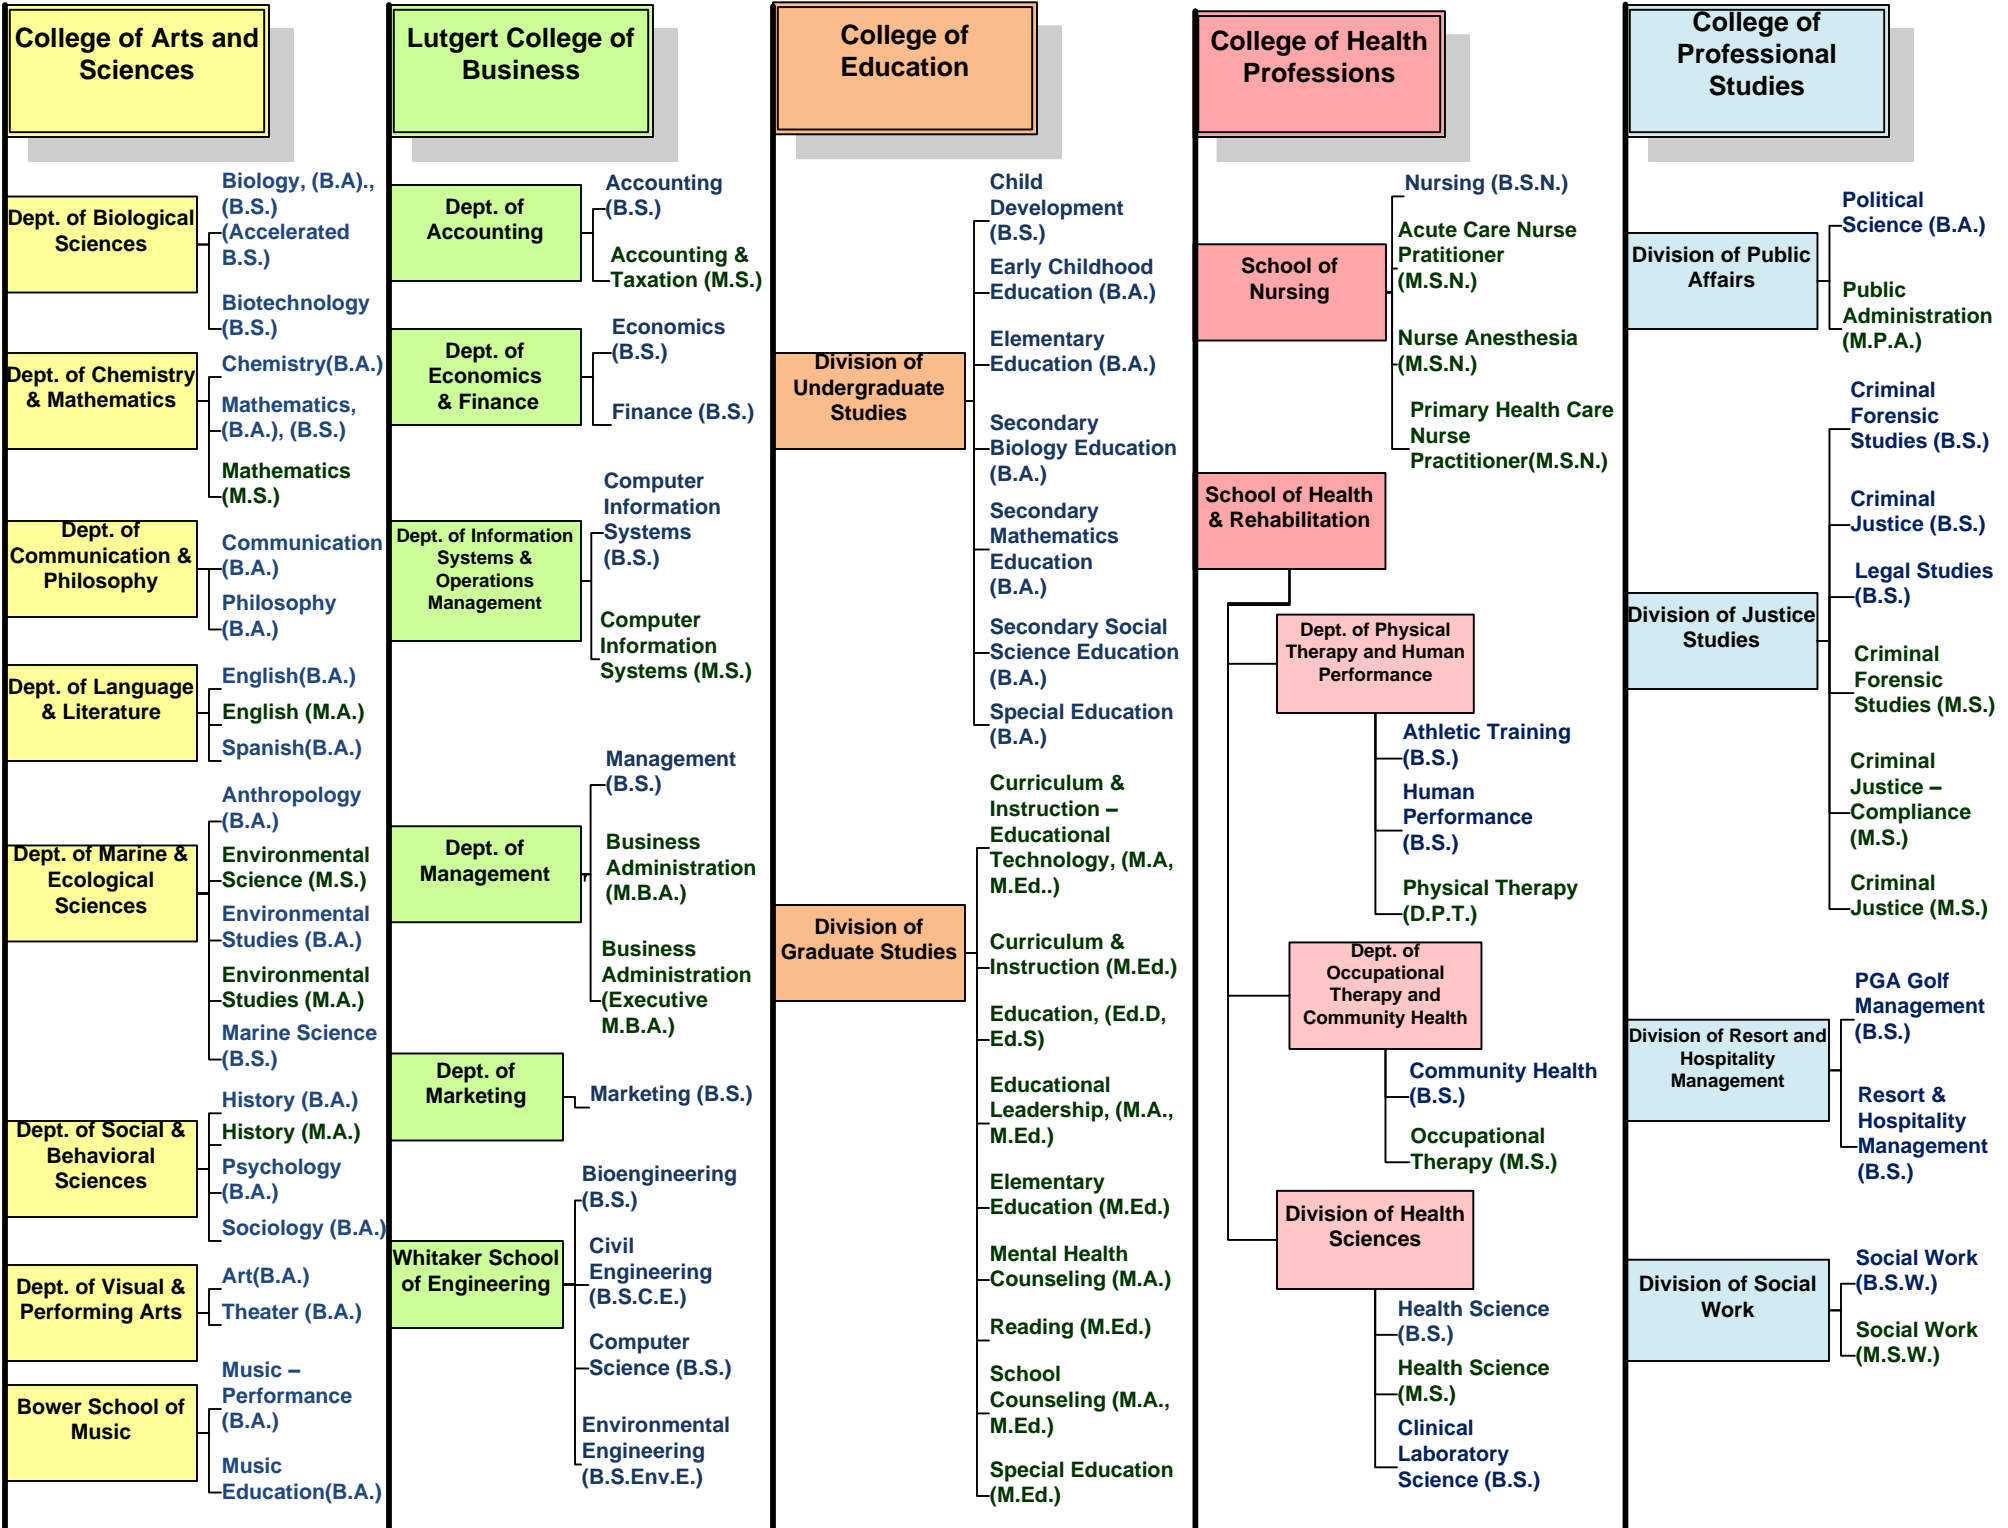 College of Arts and
Sciences
Dept. of Biological
Sciences
Biology, (B.A).,
(B.S.)
(Accelerated
B.S.)
Biotechnology
(B.S.)
Dept. of Chemistry
& Mathematics
Chemistry(B.A.)
Mathematics,
(B.A.), (B.S.)
Mathematics
(M.S.)
Dept. of
Communication &
Philosophy
Communication
(B.A.)
Philosophy
(B.A.)
Dept. of Language
& Literature
English(B.A.)
English (M.A.)
Spanish(B.A.)
Dept. of Marine &
Ecological
Sciences
Anthropology
(B.A.)
Environmental
Science (M.S.)
Environmental
Studies (B.A.)
Environmental
Studies (M.A.)
Marine Science
(B.S.)
Dept. of Social &
Behavioral
Sciences
History (B.A.)
History (M.A.)
Psychology
(B.A.)
Sociology (B.A.)
Dept. of Visual &
Performing Arts
Art(B.A.)
Theater (B.A.)
Bower School of
Music
Music –
Performance
(B.A.)
Music
Education(B.A.)
Lutgert College of
Business
Dept. of
Accounting
Accounting
(B.S.)
Accounting &
Taxation (M.S.)
Dept. of
Economics
& Finance
Economics
(B.S.)
Finance (B.S.)
Dept. of Information
Systems &
Operations
Management
Computer
Information
Systems
(B.S.)
Computer
Information
Systems (M.S.)
Dept. of
Management
Management
(B.S.)
Business
Administration
(M.B.A.)
Business
Administration
(Executive
M.B.A.)
Dept. of
Marketing
Marketing (B.S.)
Whitaker School
of Engineering
Bioengineering
(B.S.)
Civil
Engineering
(B.S.C.E.)
Computer
Science (B.S.)
Environmental
Engineering
(B.S.Env.E.)
College of
Education
Division of
Undergraduate
Studies
Child
Development
(B.S.)
Early Childhood
Education (B.A.)
Elementary
Education (B.A.)
Secondary
Biology Education
(B.A.)
Secondary
Mathematics
Education
(B.A.)
Secondary Social
Science Education
(B.A.)
Special Education
(B.A.)
Division of
Graduate Studies
Curriculum &
Instruction –
Educational
Technology, (M.A,
M.Ed..)
Curriculum &
Instruction (M.Ed.)
Education, (Ed.D,
Ed.S)
Educational
Leadership, (M.A.,
M.Ed.)
Elementary
Education (M.Ed.)
Mental Health
Counseling (M.A.)
Reading (M.Ed.)
School
Counseling (M.A.,
M.Ed.)
Special Education
(M.Ed.)
College of Health
Professions
School of
Nursing
Nursing (B.S.N.)
Acute Care Nurse
Pratitioner
(M.S.N.)
Nurse Anesthesia
(M.S.N.)
Primary Health Care
Nurse
Practitioner(M.S.N.)
School of Health
& Rehabilitation
Dept. of Physical
Therapy and Human
Performance
Athletic Training
(B.S.)
Human
Performance
(B.S.)
Physical Therapy
(D.P.T.)
Dept. of
Occupational
Therapy and
Community Health
Community Health
(B.S.)
Occupational
Therapy (M.S.)
Division of Health
Sciences
Health Science
(B.S.)
Health Science
(M.S.)
Clinical
Laboratory
Science (B.S.)
College of
Professional
Studies
Division of Public
Affairs
Political
Science (B.A.)
Public
Administration
(M.P.A.)
Division of Justice
Studies
Criminal
Forensic
Studies (B.S.)
Criminal
Justice (B.S.)
Legal Studies
(B.S.)
Criminal
Forensic
Studies (M.S.)
Criminal
Justice –
Compliance
(M.S.)
Criminal
Justice (M.S.)
Division of Resort and
Hospitality
Management
PGA Golf
Management
(B.S.)
Resort &
Hospitality
Management
(B.S.)
Division of Social
Work
Social Work
(B.S.W.)
Social Work
(M.S.W.)